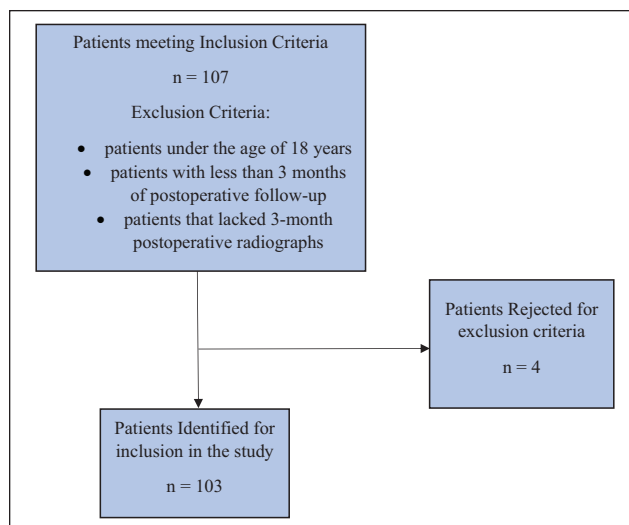 Patients meeting Inclusion Criteria
n = 107
Exclusion Criteria:
• patients under the age of 18 years
• patients with less than 3 months
of postoperative follow-up
• patients that lacked 3-month
postoperative radiographs
Patients Rejected for
exclusion criteria
n = 4
Patients Identified for
inclusion in the study
n = 103